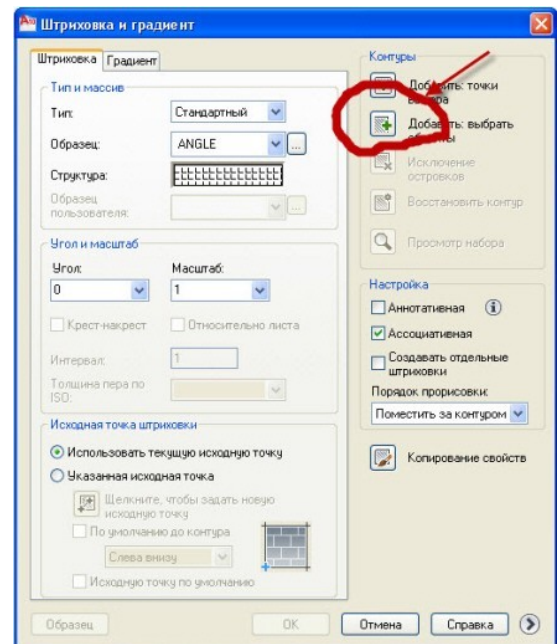 Штриховка и градиент
Штриховка Градиент
Тип и массив
Тип:
Стандартный
Образец:
ANGLE
...
Структура:
Образец
пользователя:
...
Угол и масштаб
Угол:
Масштаб:
0
1
Крест-накрест
Относительно листа
Интервал:
1
Толщина пера по
ISO:
Исходная точка штриховки
Использовать текущую исходную точку
Указанная исходная точка
Щелкните, чтобы задать новую
исходную точку
По умолчанию до контура
Слева внизу
Исходную точку по умолчанию
Контуры
точки
выбрать
Исключение
островков
Восстановить контур
Просмотр набора
Настройка
Аннотативная
Ассоциативная
Создавать отдельные
штриховки
Порядок прорисовки:
Поместить за контуром
Копирование свойств
Образец
ОК
Отмена
Справка